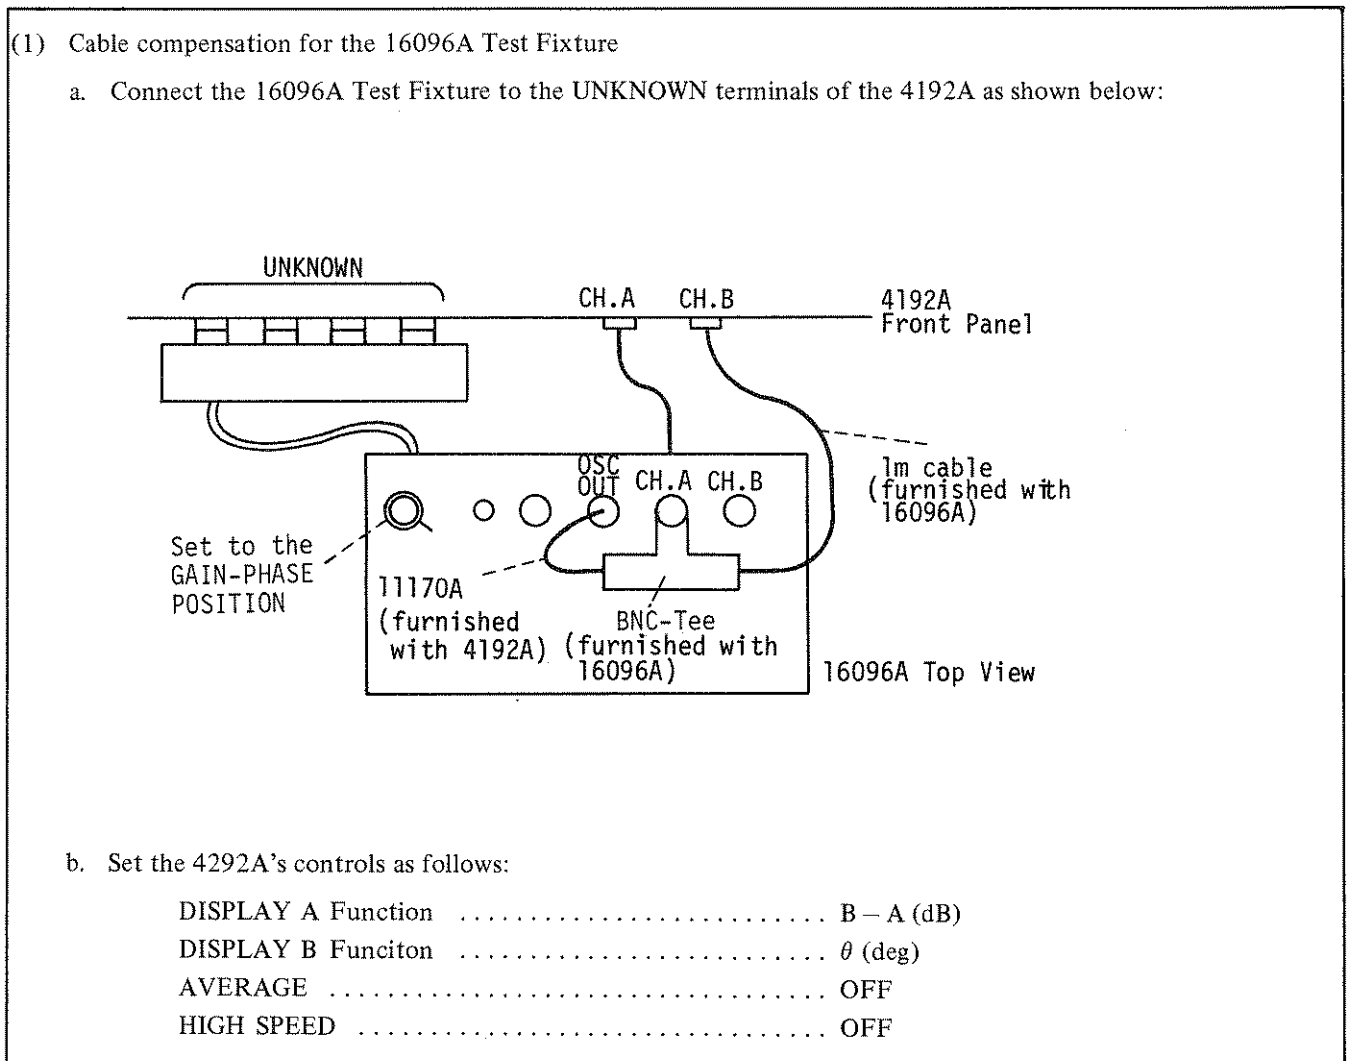 (1) Cable compensation for the 16096A Test Fixture
a. Connect the 16096A Test Fixture to the UNKNOWN terminals of the 4192A as shown below:
UNKNOWN
CH.A CH.B
4192A
Front Panel
OSC
OUT CH.A CH.B
1m cable
(furnished with
16096A)
Set to the
GAIN-PHASE
POSITION
11170A
(furnished
with 4192A)
BNC-Tee
(furnished with
16096A)
16096A Top View
b. Set the 4292A's controls as follows:
DISPLAY A Function ............................ B – A (dB)
DISPLAY B Funciton ............................ θ (deg)
AVERAGE .................................... OFF
HIGH SPEED .................................. OFF